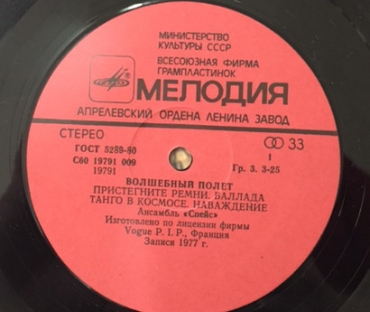 МИНИСТЕРСТВО
КУЛЬТУРЫ СССР
ВСЕСОЮЗНАЯ ФИРМА
ГРАМПЛАСТИНОК
МЕЛОДИЯ
АПРЕЛЕВСКИЙ ОРДЕНА ЛЕНИНА ЗАВОД
СТЕРЕО 33
ГОСТ 5289-80 1
С60 19791 009 Гр. 3. 3-25
19791
ВОЛШЕБНЫЙ ПОЛЕТ
ПРИСТЕГНИТЕ РЕМНИ. БАЛЛАДА
ТАНГО В КОСМОСЕ. НАВАЖДЕНИЕ
Ансамбль «Спейс»
Изготовлено по лицензии фирмы
Vogue P. I. P., Франция
Записи 1977 г.